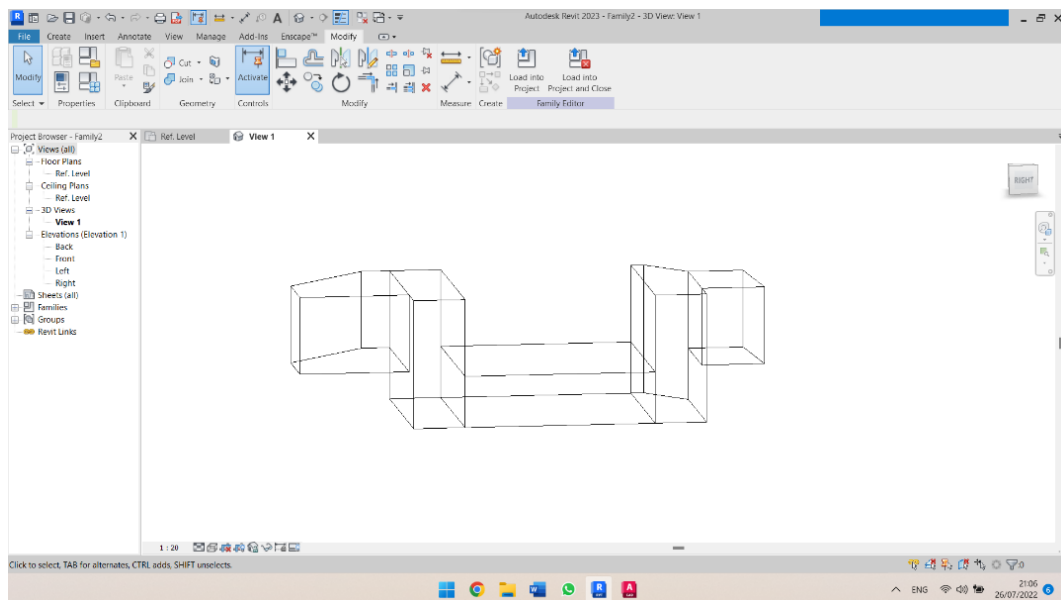 Autodesk Revit 2023 - Family2 - 3D View: View 1
File Create Insert Annotate View Manage Add-Ins Enscape™ Modify
Modify Paste Cut Join Activate Load into Project Load into Project and Close
Select Properties Clipboard Geometry Controls Modify Measure Create Family Editor
Project Browser - Family2 Ref. Level View 1
Views (all)
Floor Plans
Ref. Level
Ceiling Plans
Ref. Level
3D Views
View 1
Elevations (Elevation 1)
Back
Front
Left
Right
Sheets (all)
Families
Groups
Revit Links
RIGHT
1 : 20
Click to select, TAB for alternates, CTRL adds, SHIFT unselects.
:0
ENG 21:06
26/07/2022 6